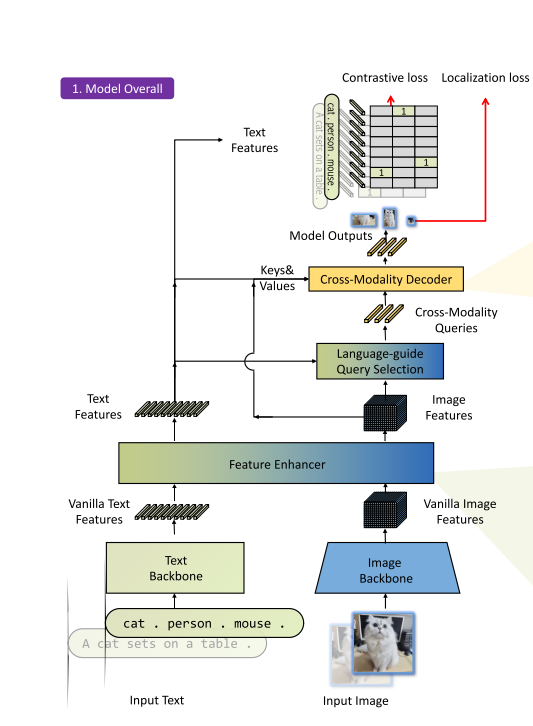 Contrastive loss
Localization loss
1. Model Overall
cat . person . mouse .
A cat sets on a table .
1
1
1
1
Text
Features
Model Outputs
Keys&
Values
Cross-Modality Decoder
Cross-Modality
Queries
Language-guide
Query Selection
Text
Features
Image
Features
Feature Enhancer
Vanilla Text
Features
Vanilla Image
Features
Text
Backbone
Image
Backbone
cat . person . mouse .
A cat sets on a table .
Input Text
Input Image